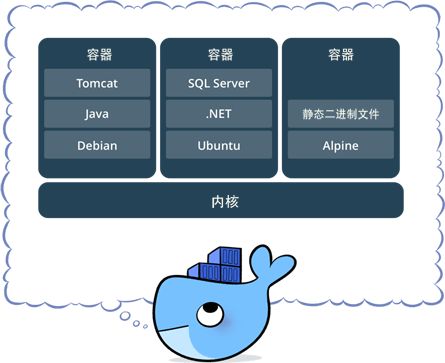 容器
Tomcat
Java
Debian
容器
SQL Server
.NET
Ubuntu
容器
静态二进制文件
Alpine
内核